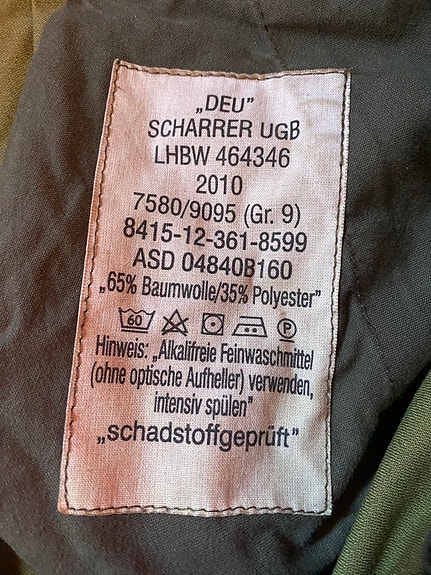 „DEU”
SCHARRER UGB
LHBW 464346
2010
7580/9095 (Gr. 9)
8415-12-361-8599
ASD 04840B160
„65% Baumwolle/35% Polyester”
60 P
Hinweis: „Alkalifreie Feinwaschmittel
(ohne optische Aufheller) verwenden,
intensiv spülen”
„schadstoffgeprüft”